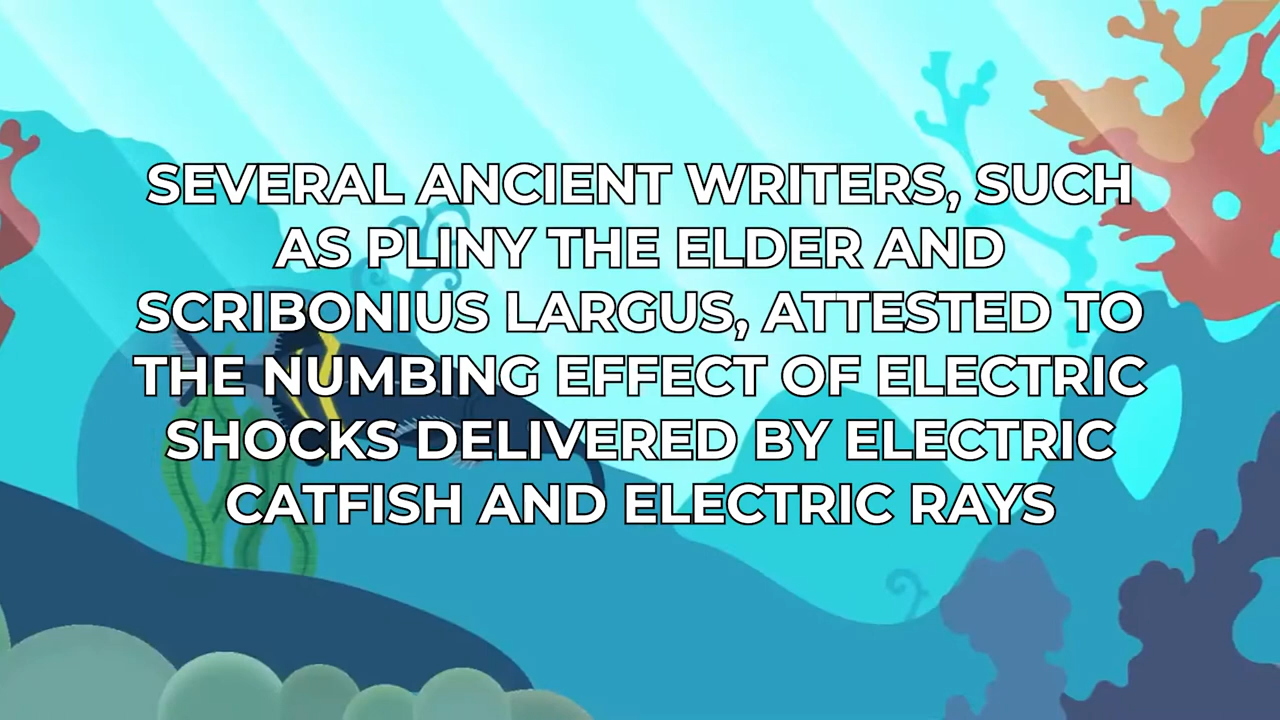 SEVERAL ANCIENT WRITERS, SUCH
AS PLINY THE ELDER AND
SCRIBONIUS LARGUS, ATTESTED TO
THE NUMBING EFFECT OF ELECTRIC
SHOCKS DELIVERED BY ELECTRIC
CATFISH AND ELECTRIC RAYS